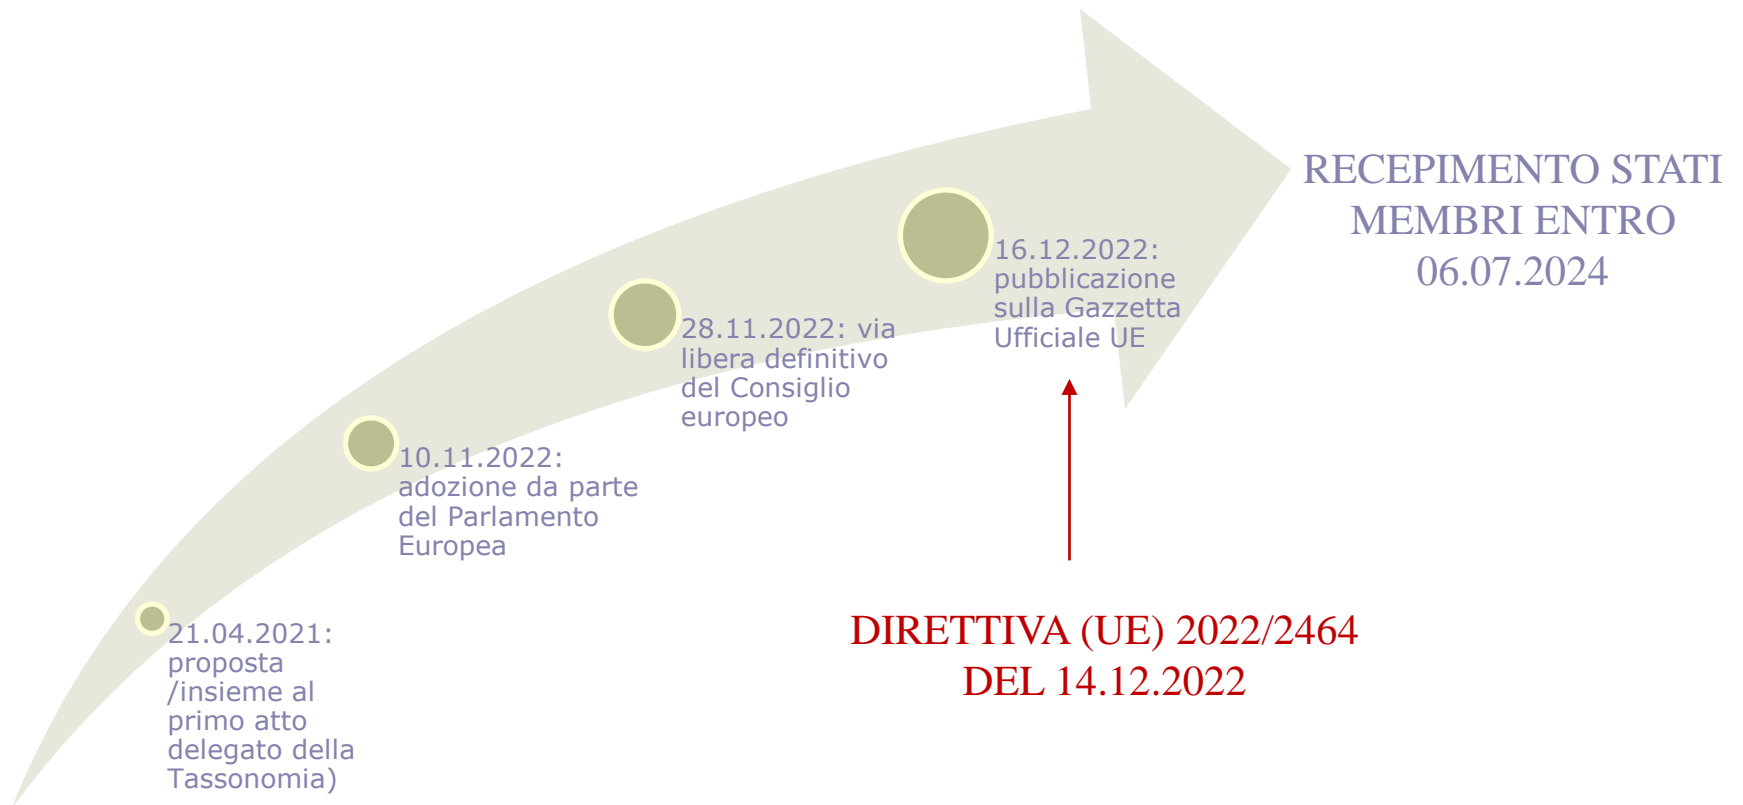 21.04.2021:
proposta
/insieme al
primo atto
delegato della
Tassonomia)
10.11.2022:
adozione da parte
del Parlamento
Europea
28.11.2022: via
libera definitivo
del Consiglio
europeo
16.12.2022:
pubblicazione
sulla Gazzetta
Ufficiale UE
RECEPIMENTO STATI
MEMBRI ENTRO
06.07.2024
DIRETTIVA (UE) 2022/2464
DEL 14.12.2022